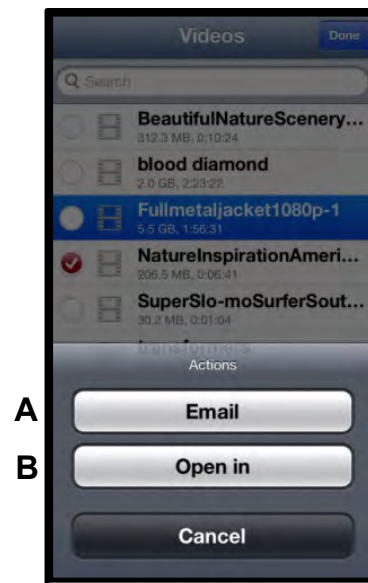 Videos
Done
Search
BeautifulNatureScenery...
312.3 MB, 0:10:24
blood diamond
2.0 GB, 2:23:22
Fullmetaljacket1080p-1
5.5 GB, 1:56:31
NatureInspirationAmeri...
206.5 MB, 0:06:41
SuperSlo-moSurferSout...
30.2 MB, 0:01:04
transformers
Actions
A
Email
B
Open in
Cancel